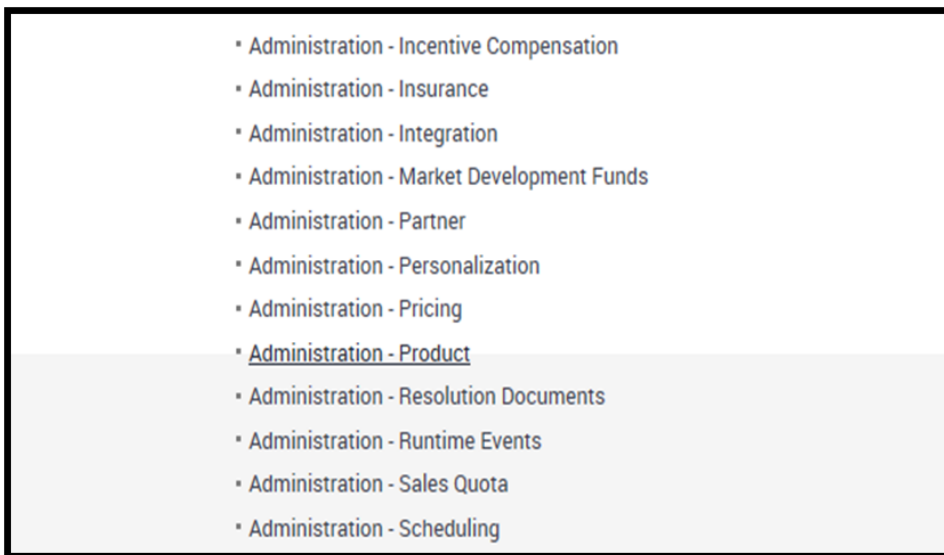 ▪ Administration - Incentive Compensation
▪ Administration - Insurance
▪ Administration - Integration
▪ Administration - Market Development Funds
▪ Administration - Partner
▪ Administration - Personalization
▪ Administration - Pricing
▪ Administration - Product
▪ Administration - Resolution Documents
▪ Administration - Runtime Events
▪ Administration - Sales Quota
▪ Administration - Scheduling